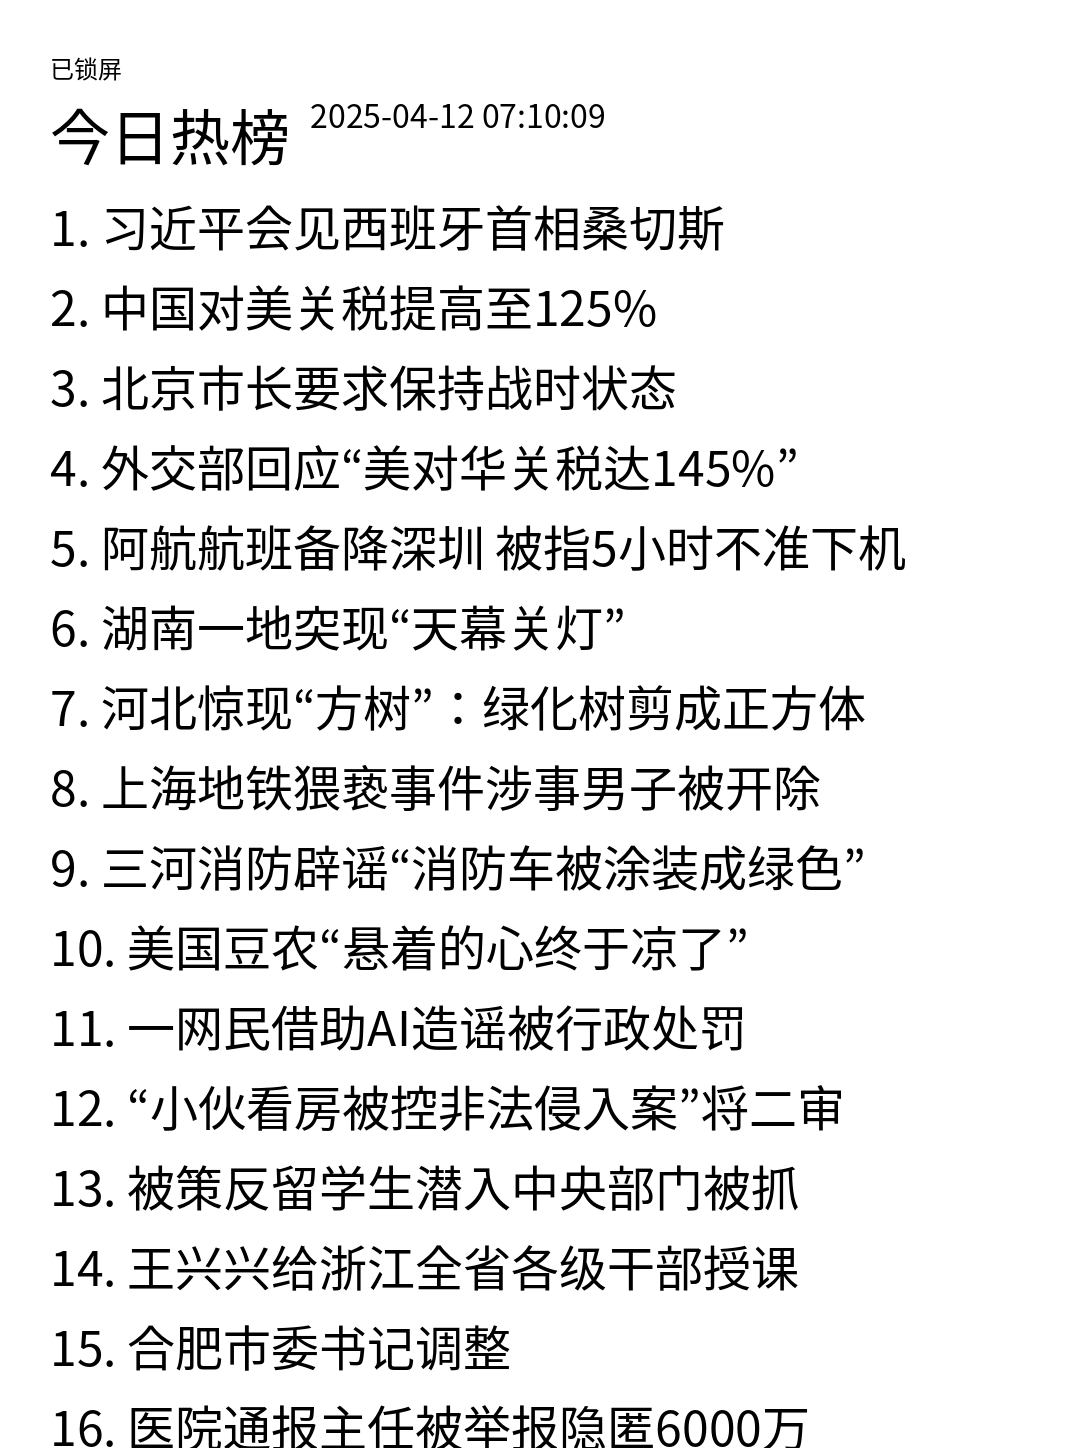 已锁屏
今日热榜 2025-04-12 07:10:09
1. 习近平会见西班牙首相桑切斯
2. 中国对美关税提高至125%
3. 北京市长要求保持战时状态
4. 外交部回应“美对华关税达145%”
5. 阿航航班备降深圳 被指5小时不准下机
6. 湖南一地突现“天幕关灯”
7. 河北惊现“方树”：绿化树剪成正方体
8. 上海地铁猥亵事件涉事男子被开除
9. 三河消防辟谣“消防车被涂装成绿色”
10. 美国豆农“悬着的心终于凉了”
11. 一网民借助AI造谣被行政处罚
12. “小伙看房被控非法侵入案”将二审
13. 被策反留学生潜入中央部门被抓
14. 王兴兴给浙江全省各级干部授课
15. 合肥市委书记调整
16. 医院通报主任被举报隐匿6000万